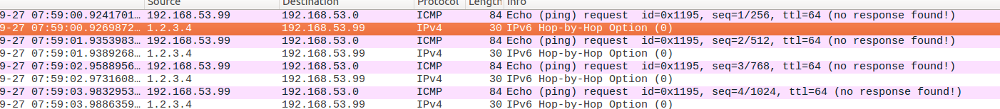 Source Destination Protocol Length Info
9-27 07:59:00.9241701… 192.168.53.99 192.168.53.0 ICMP 84 Echo (ping) request  id=0x1195, seq=1/256, ttl=64 (no response found!)
9-27 07:59:00.9269872… 1.2.3.4 192.168.53.99 IPv4 30 IPv6 Hop-by-Hop Option (0)
9-27 07:59:01.9353983… 192.168.53.99 192.168.53.0 ICMP 84 Echo (ping) request  id=0x1195, seq=2/512, ttl=64 (no response found!)
9-27 07:59:01.9389268… 1.2.3.4 192.168.53.99 IPv4 30 IPv6 Hop-by-Hop Option (0)
9-27 07:59:02.9588956… 192.168.53.99 192.168.53.0 ICMP 84 Echo (ping) request  id=0x1195, seq=3/768, ttl=64 (no response found!)
9-27 07:59:02.9731608… 1.2.3.4 192.168.53.99 IPv4 30 IPv6 Hop-by-Hop Option (0)
9-27 07:59:03.9832953… 192.168.53.99 192.168.53.0 ICMP 84 Echo (ping) request  id=0x1195, seq=4/1024, ttl=64 (no response found!)
9-27 07:59:03.9886359… 1.2.3.4 192.168.53.99 IPv4 30 IPv6 Hop-by-Hop Option (0)